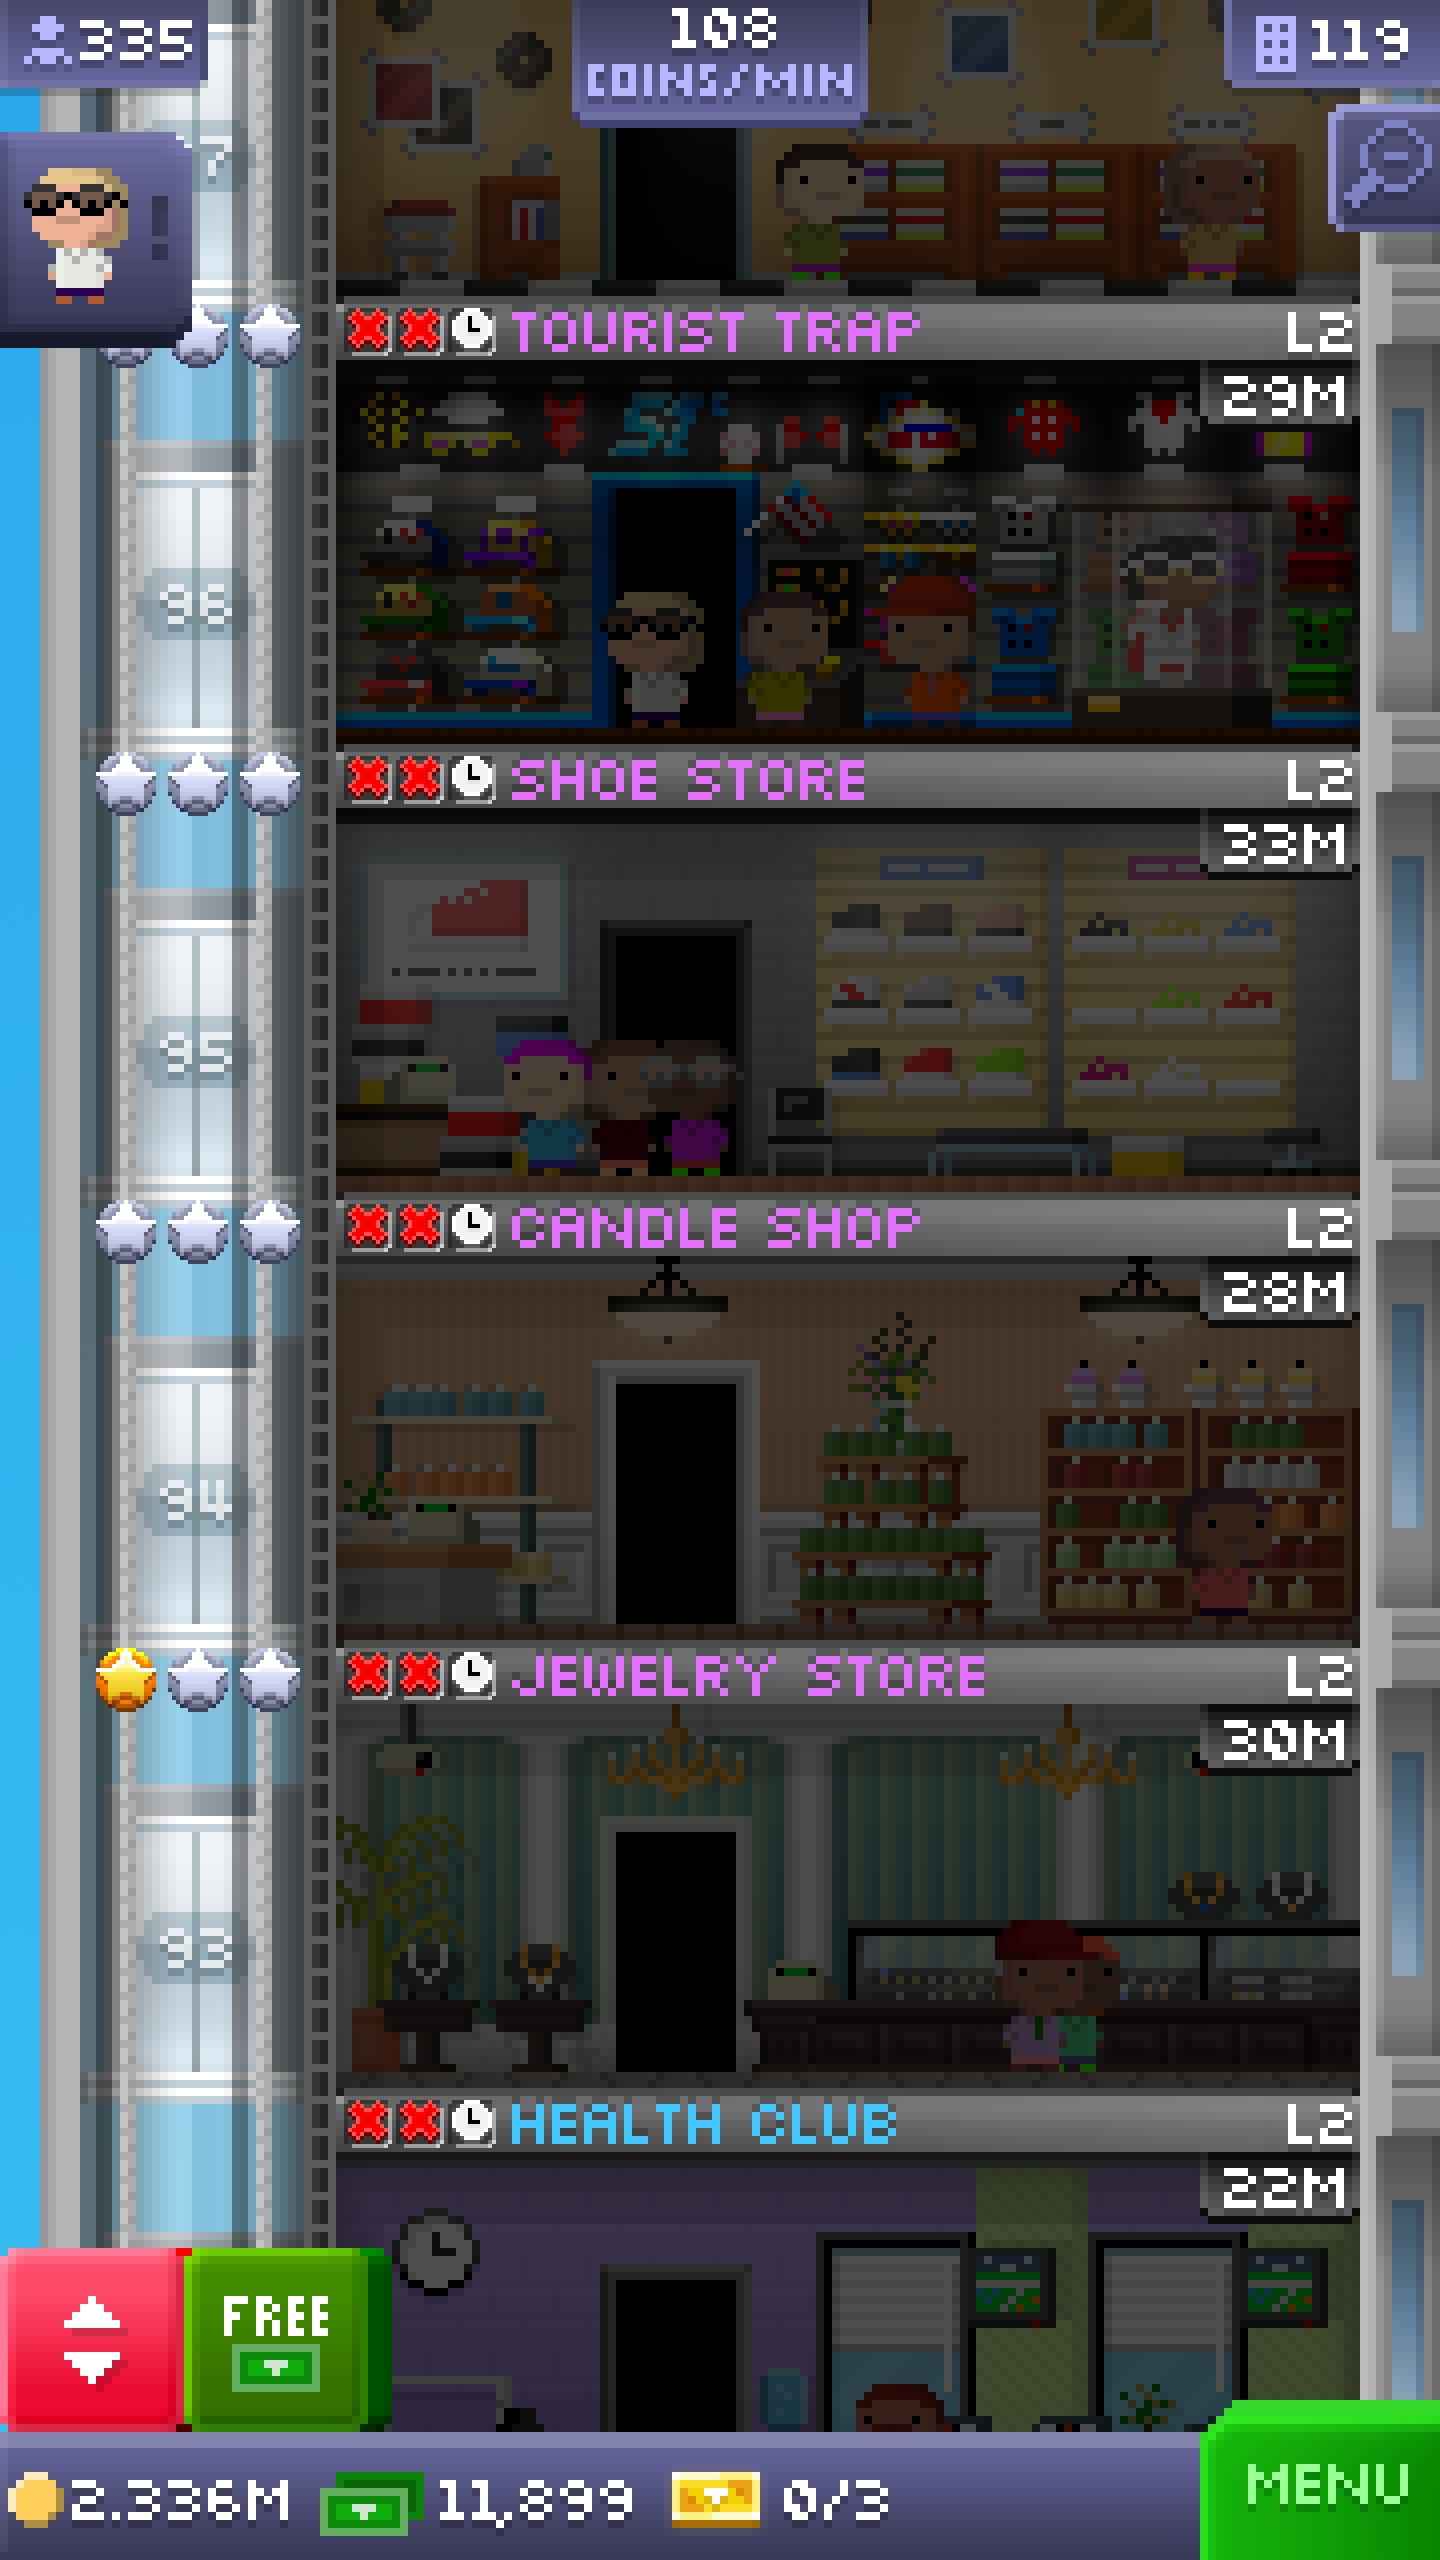 335
108
COINS/MIN
119
7
!
TOURIST TRAP L2
29M
96
SHOE STORE L2
33M
95
CANDLE SHOP L2
28M
94
JEWELRY STORE L2
30M
93
HEALTH CLUB L2
22M
FREE
2.336M 11,899 0/3
MENU